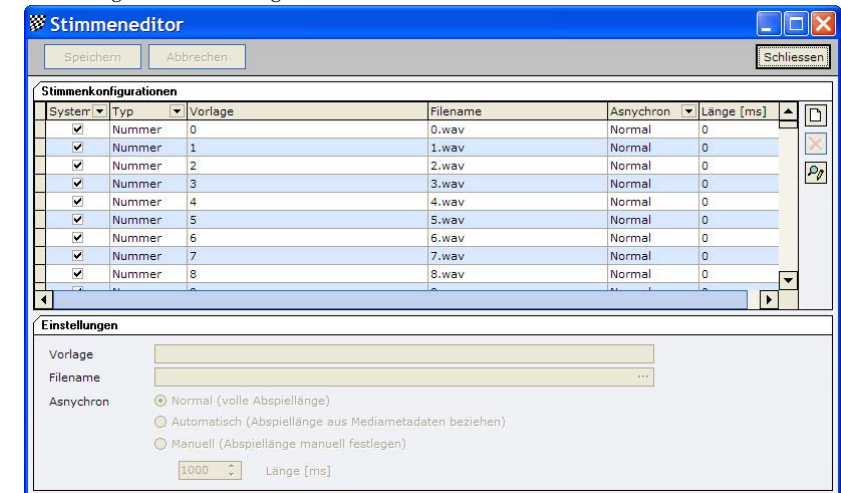 Stimmeneditor
Speichern Abbrechen Schliessen
Stimmenkonfigurationen
System Typ Vorlage Filename Asnychron Länge [ms]
Nummer 0 0.wav Normal 0
Nummer 1 1.wav Normal 0
Nummer 2 2.wav Normal 0
Nummer 3 3.wav Normal 0
Nummer 4 4.wav Normal 0
Nummer 5 5.wav Normal 0
Nummer 6 6.wav Normal 0
Nummer 7 7.wav Normal 0
Nummer 8 8.wav Normal 0
Einstellungen
Vorlage
Filename ...
Asnychron Normal (volle Abspiellänge)
Automatisch (Abspiellänge aus Mediametadaten beziehen)
Manuell (Abspiellänge manuell festlegen)
1000 Länge [ms]